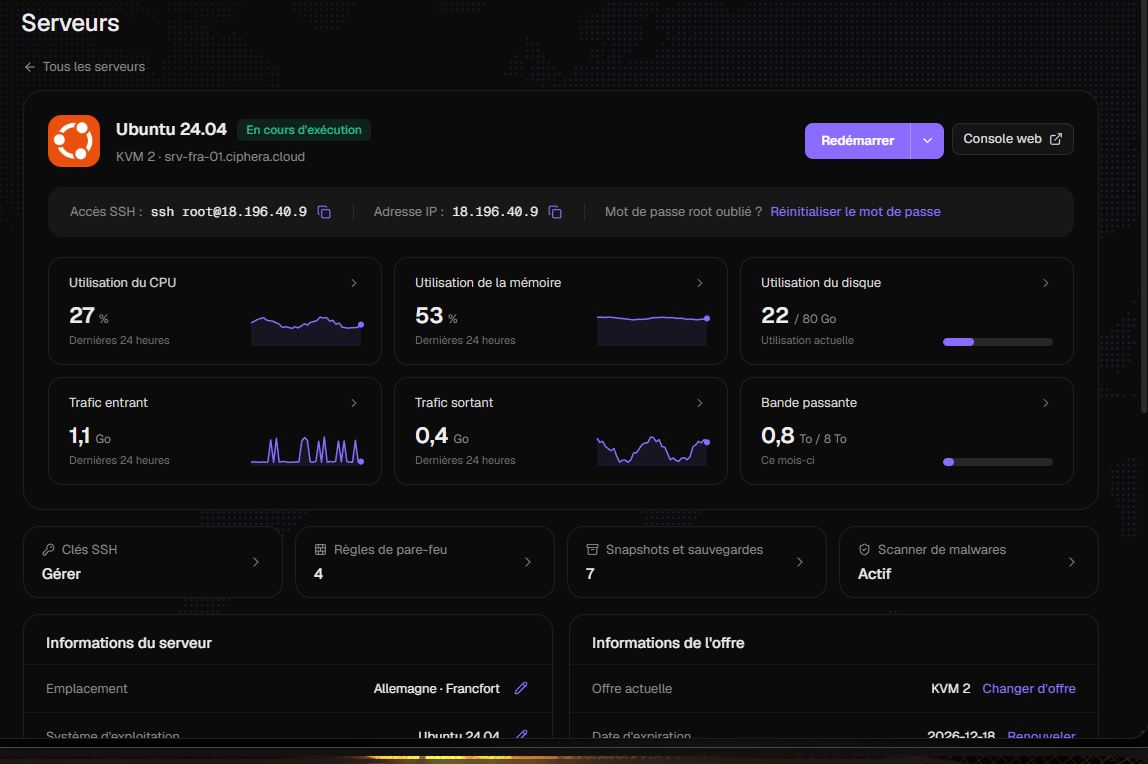 Serveurs
← Tous les serveurs
Ubuntu 24.04 En cours d'exécution
KVM 2 · srv-fra-01.ciphera.cloud
Redémarrer
Console web
Accès SSH : ssh root@18.196.40.9 Adresse IP : 18.196.40.9 Mot de passe root oublié ? Réinitialiser le mot de passe
Utilisation du CPU
27 %
Dernières 24 heures
Utilisation de la mémoire
53 %
Dernières 24 heures
Utilisation du disque
22 / 80 Go
Utilisation actuelle
Trafic entrant
1,1 Go
Dernières 24 heures
Trafic sortant
0,4 Go
Dernières 24 heures
Bande passante
0,8 To / 8 To
Ce mois-ci
Clés SSH
Gérer
Règles de pare-feu
4
Snapshots et sauvegardes
7
Scanner de malwares
Actif
Informations du serveur
Emplacement Allemagne · Francfort
Système d'exploitation Ubuntu 24.04
Informations de l'offre
Offre actuelle KVM 2 Changer d'offre
Date d'expiration 2026-12-18 Renouveler